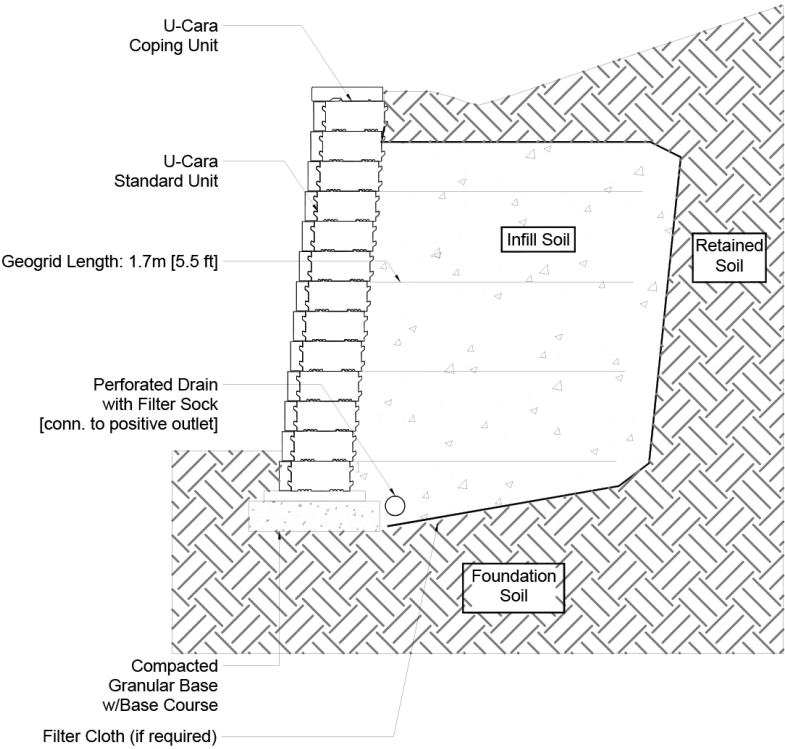 U-Cara
Coping Unit
U-Cara
Standard Unit
Infill Soil
Retained
Soil
Geogrid Length: 1.7m [5.5 ft]
Perforated Drain
with Filter Sock
[conn. to positive outlet]
Foundation
Soil
Compacted
Granular Base
w/Base Course
Filter Cloth (if required)